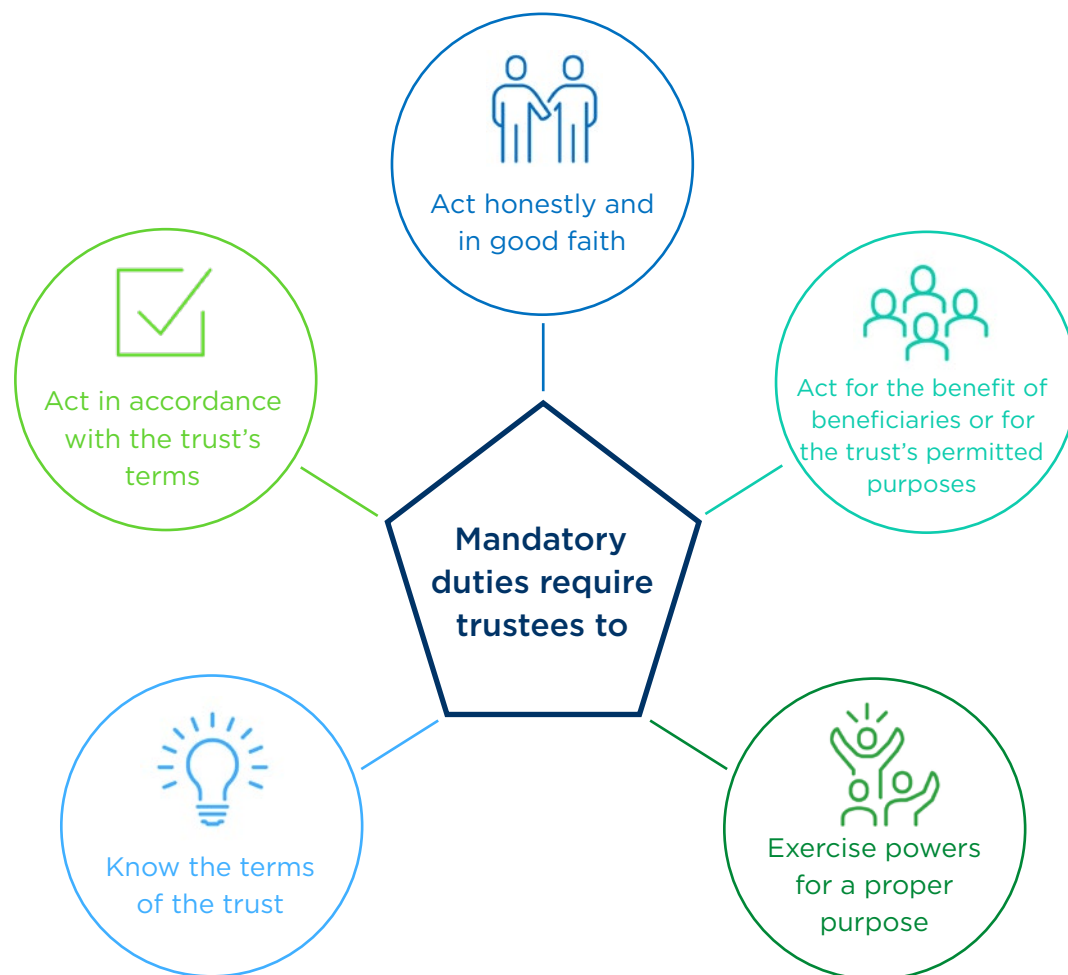 Act honestly and
in good faith
Act for the benefit of
beneficiaries or for
the trust's permitted
purposes
Exercise powers
for a proper
purpose
Know the terms
of the trust
Act in accordance
with the trust's
terms
Mandatory
duties require
trustees to